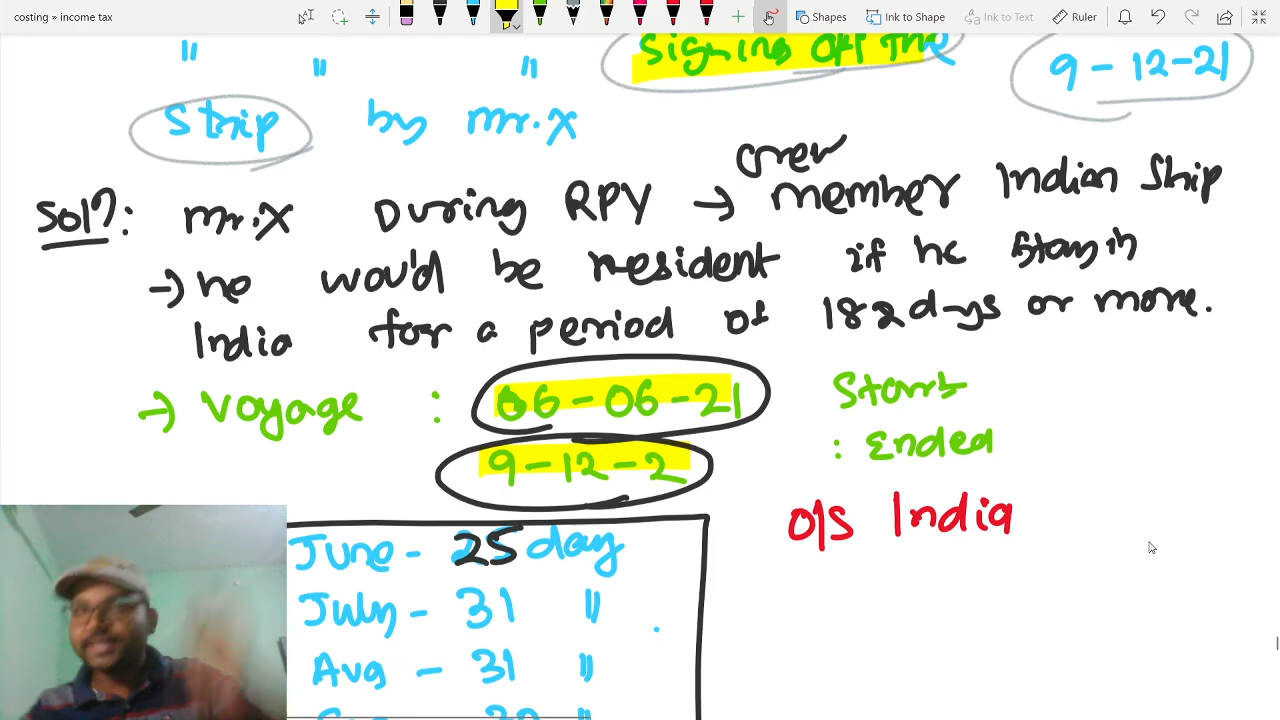 costing » income tax
Shapes Ink to Shape Ink to Text Ruler
" " " signing off the 9-12-21
Ship by mr.X
Soln: mr.X During RPY → crew member Indian Ship
→ he would be resident if he stay in
India for a period of 182 days or more.
→ Voyage : 06-06-21 Start
9-12-2 : Ended
June - 25 day O/S India
July - 31 "
Aug - 31 "